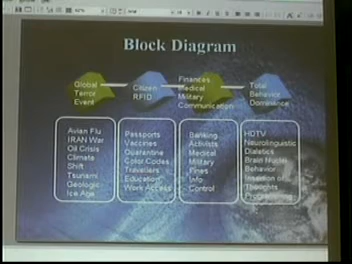 Block Diagram
Global
Terror
Event
Citizen
RFID
Finances
Medical
Military
Communication
Total
Behavior
Dominance
Avian Flu
IRAN War
Oil Crisis
Climate
Shift
Tsunami
Geologic
Ice Age
Passports
Vaccines
Quarantine
Color Codes
Travellers
Education
Work Access
Banking
Activists
Medical
Military
Fines
Info
Control
HDTV
Neurolinguistic
Dialetics
Brain Nuclei
Behavior
Insertion of
Thoughts
Programming